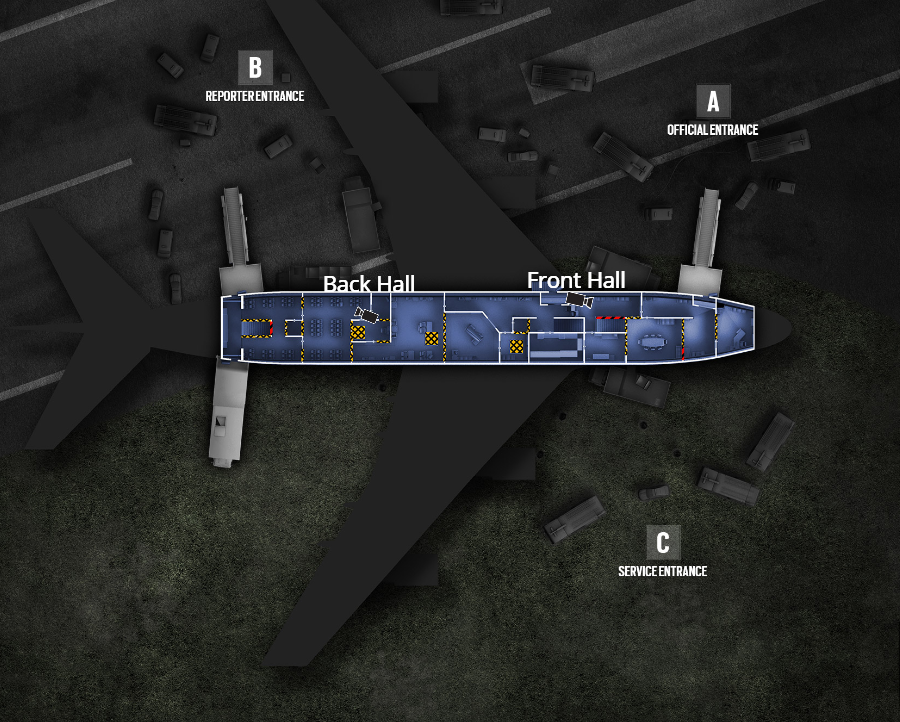 B
REPORTER ENTRANCE
A
OFFICIAL ENTRANCE
Back Hall
Front Hall
C
SERVICE ENTRANCE